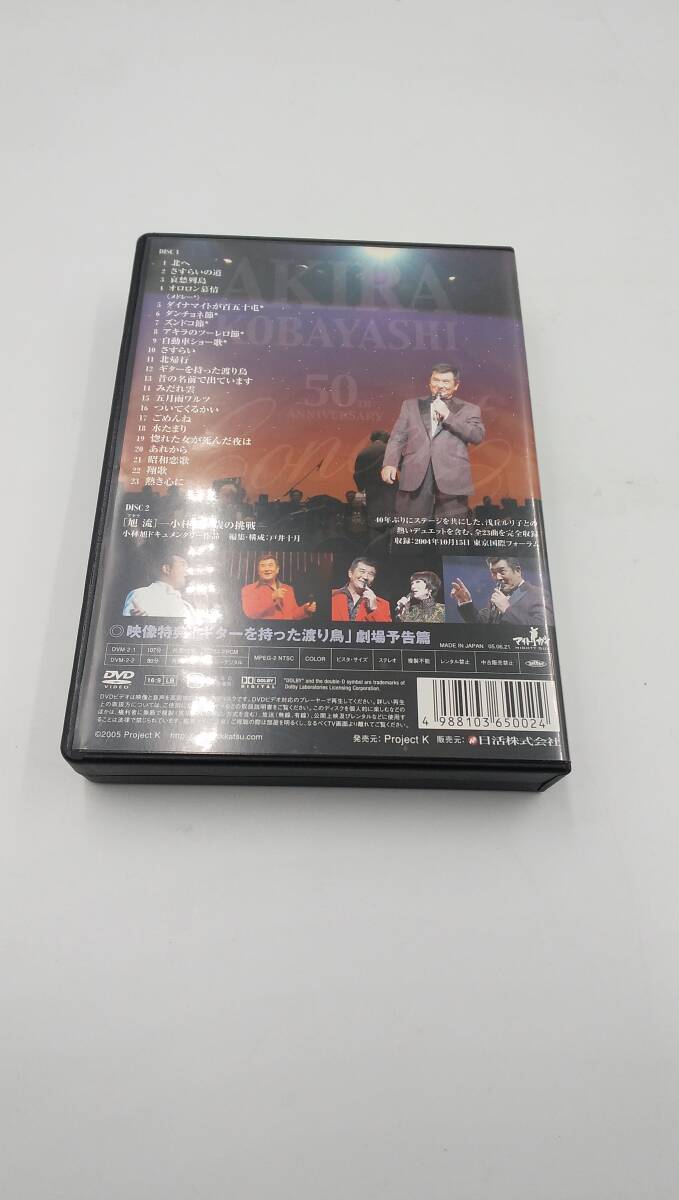 DISC 1
1 北へ
2 さすらいの道
3 哀愁列島
4 オロロン慕情
〈メドレー*〉
5 ダイナマイトが百五十屯*
6 ダンチョネ節*
7 ズンドコ節*
8 アキラのツーレロ節*
9 自動車ショー歌*
10 さすらい
11 北帰行
12 ギターを持った渡り鳥
13 昔の名前で出ています
14 みだれ雲
15 五月雨ワルツ
16 ついてくるかい
17 ごめんね
18 水たまり
19 惚れた女が死んだ夜は
20 あれから
21 昭和恋歌
22 翔歌
23 熱き心に
AKIRA
KOBAYASHI
50TH
ANNIVERSARY
DISC 2
「旭 流」—小林
の挑戦—
小林旭ドキュメンタリー作品 編集・構成:戸井十月
40年ぶりにステージを共にした、浅丘ルリ子との
熱いデュエットを含む、全23曲を完全収録
収録:2004年10月15日 東京国際フォーラム
◎映像特典「ギターを持った渡り鳥」劇場予告篇
MADE IN JAPAN 05.06.21
マイトガイ
DVM-2-1 107分
DVM-2-2 80分
MPEG-2 NTSC COLOR ビスタ・サイズ ステレオ 複製不能 レンタル禁止 中古販売禁止
DVD VIDEO 16:9 LB DOLBY DIGITAL
"DOLBY" and the double-D symbol are trademarks of
Dolby Laboratories Licensing Corporation.
4 988103 650024
©2005 Project K
発売元:Project K 販売元: 日活株式会社